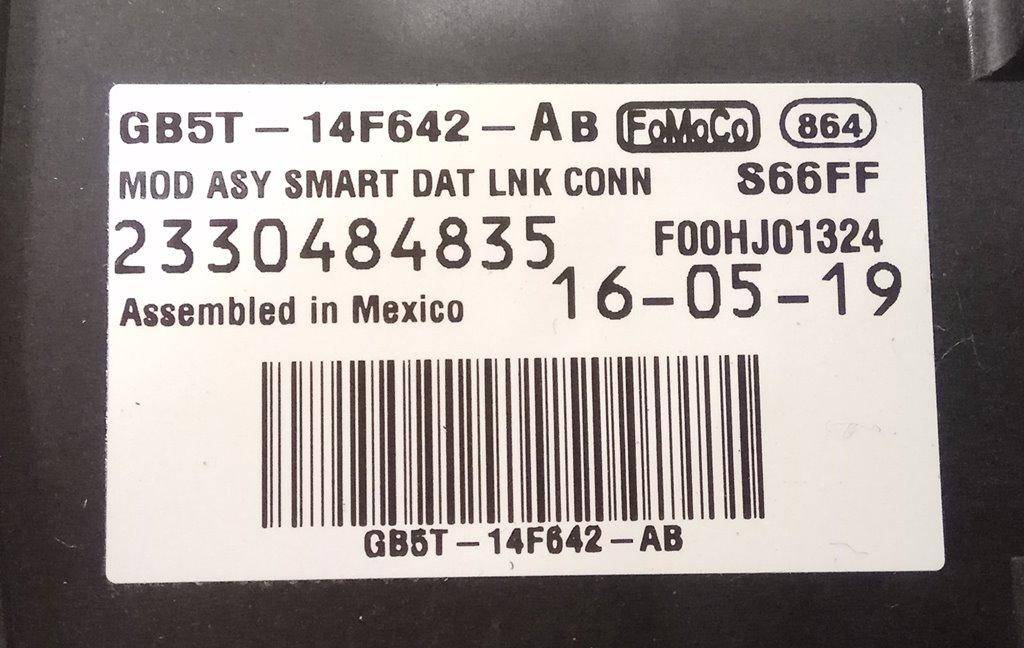 GB5T - 14F642 - AB FoMoCo 864
MOD ASY SMART DAT LNK CONN S66FF
2330484835 F00HJ01324
Assembled in Mexico 16-05-19
GB5T - 14F642 - AB